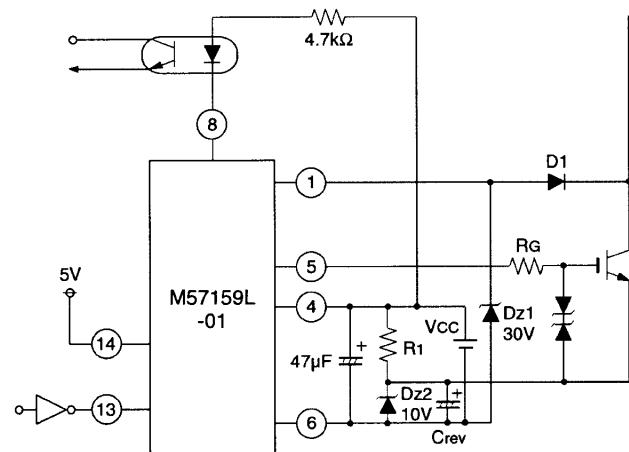 4.7kΩ
8
D1
1
5
RG
5V
M57159L
-01
4
VCC
Dz1
30V
14
47μF
+
R1
13
6
Dz2
10V
+
Crev